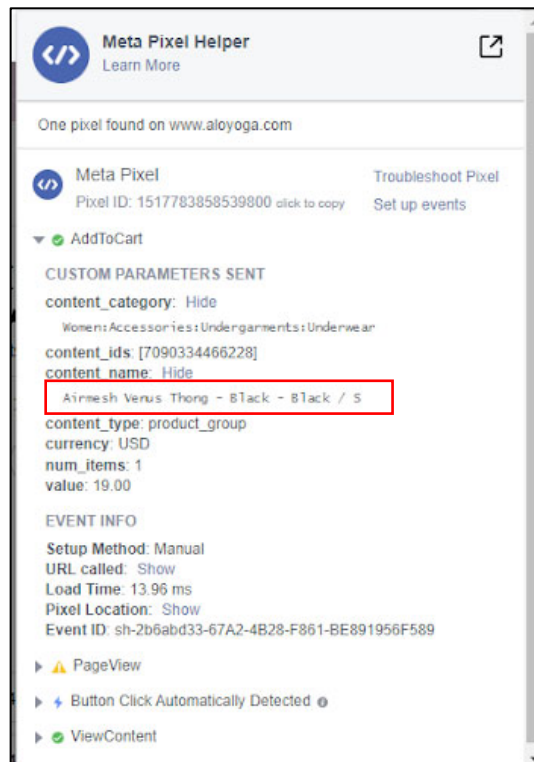 Meta Pixel Helper
Learn More
One pixel found on www.aloyoga.com
Meta Pixel
Troubleshoot Pixel
Pixel ID: 1517783858539800 click to copy
Set up events
AddToCart
CUSTOM PARAMETERS SENT
content_category: Hide
Women:Accessories:Undergarments:Underwear
content_ids: [7090334466228]
content_name: Hide
Airmesh Venus Thong - Black - Black / S
content_type: product_group
currency: USD
num_items: 1
value: 19.00
EVENT INFO
Setup Method: Manual
URL called: Show
Load Time: 13.96 ms
Pixel Location: Show
Event ID: sh-2b6abd33-67A2-4B28-F861-BE891956F589
PageView
Button Click Automatically Detected
ViewContent